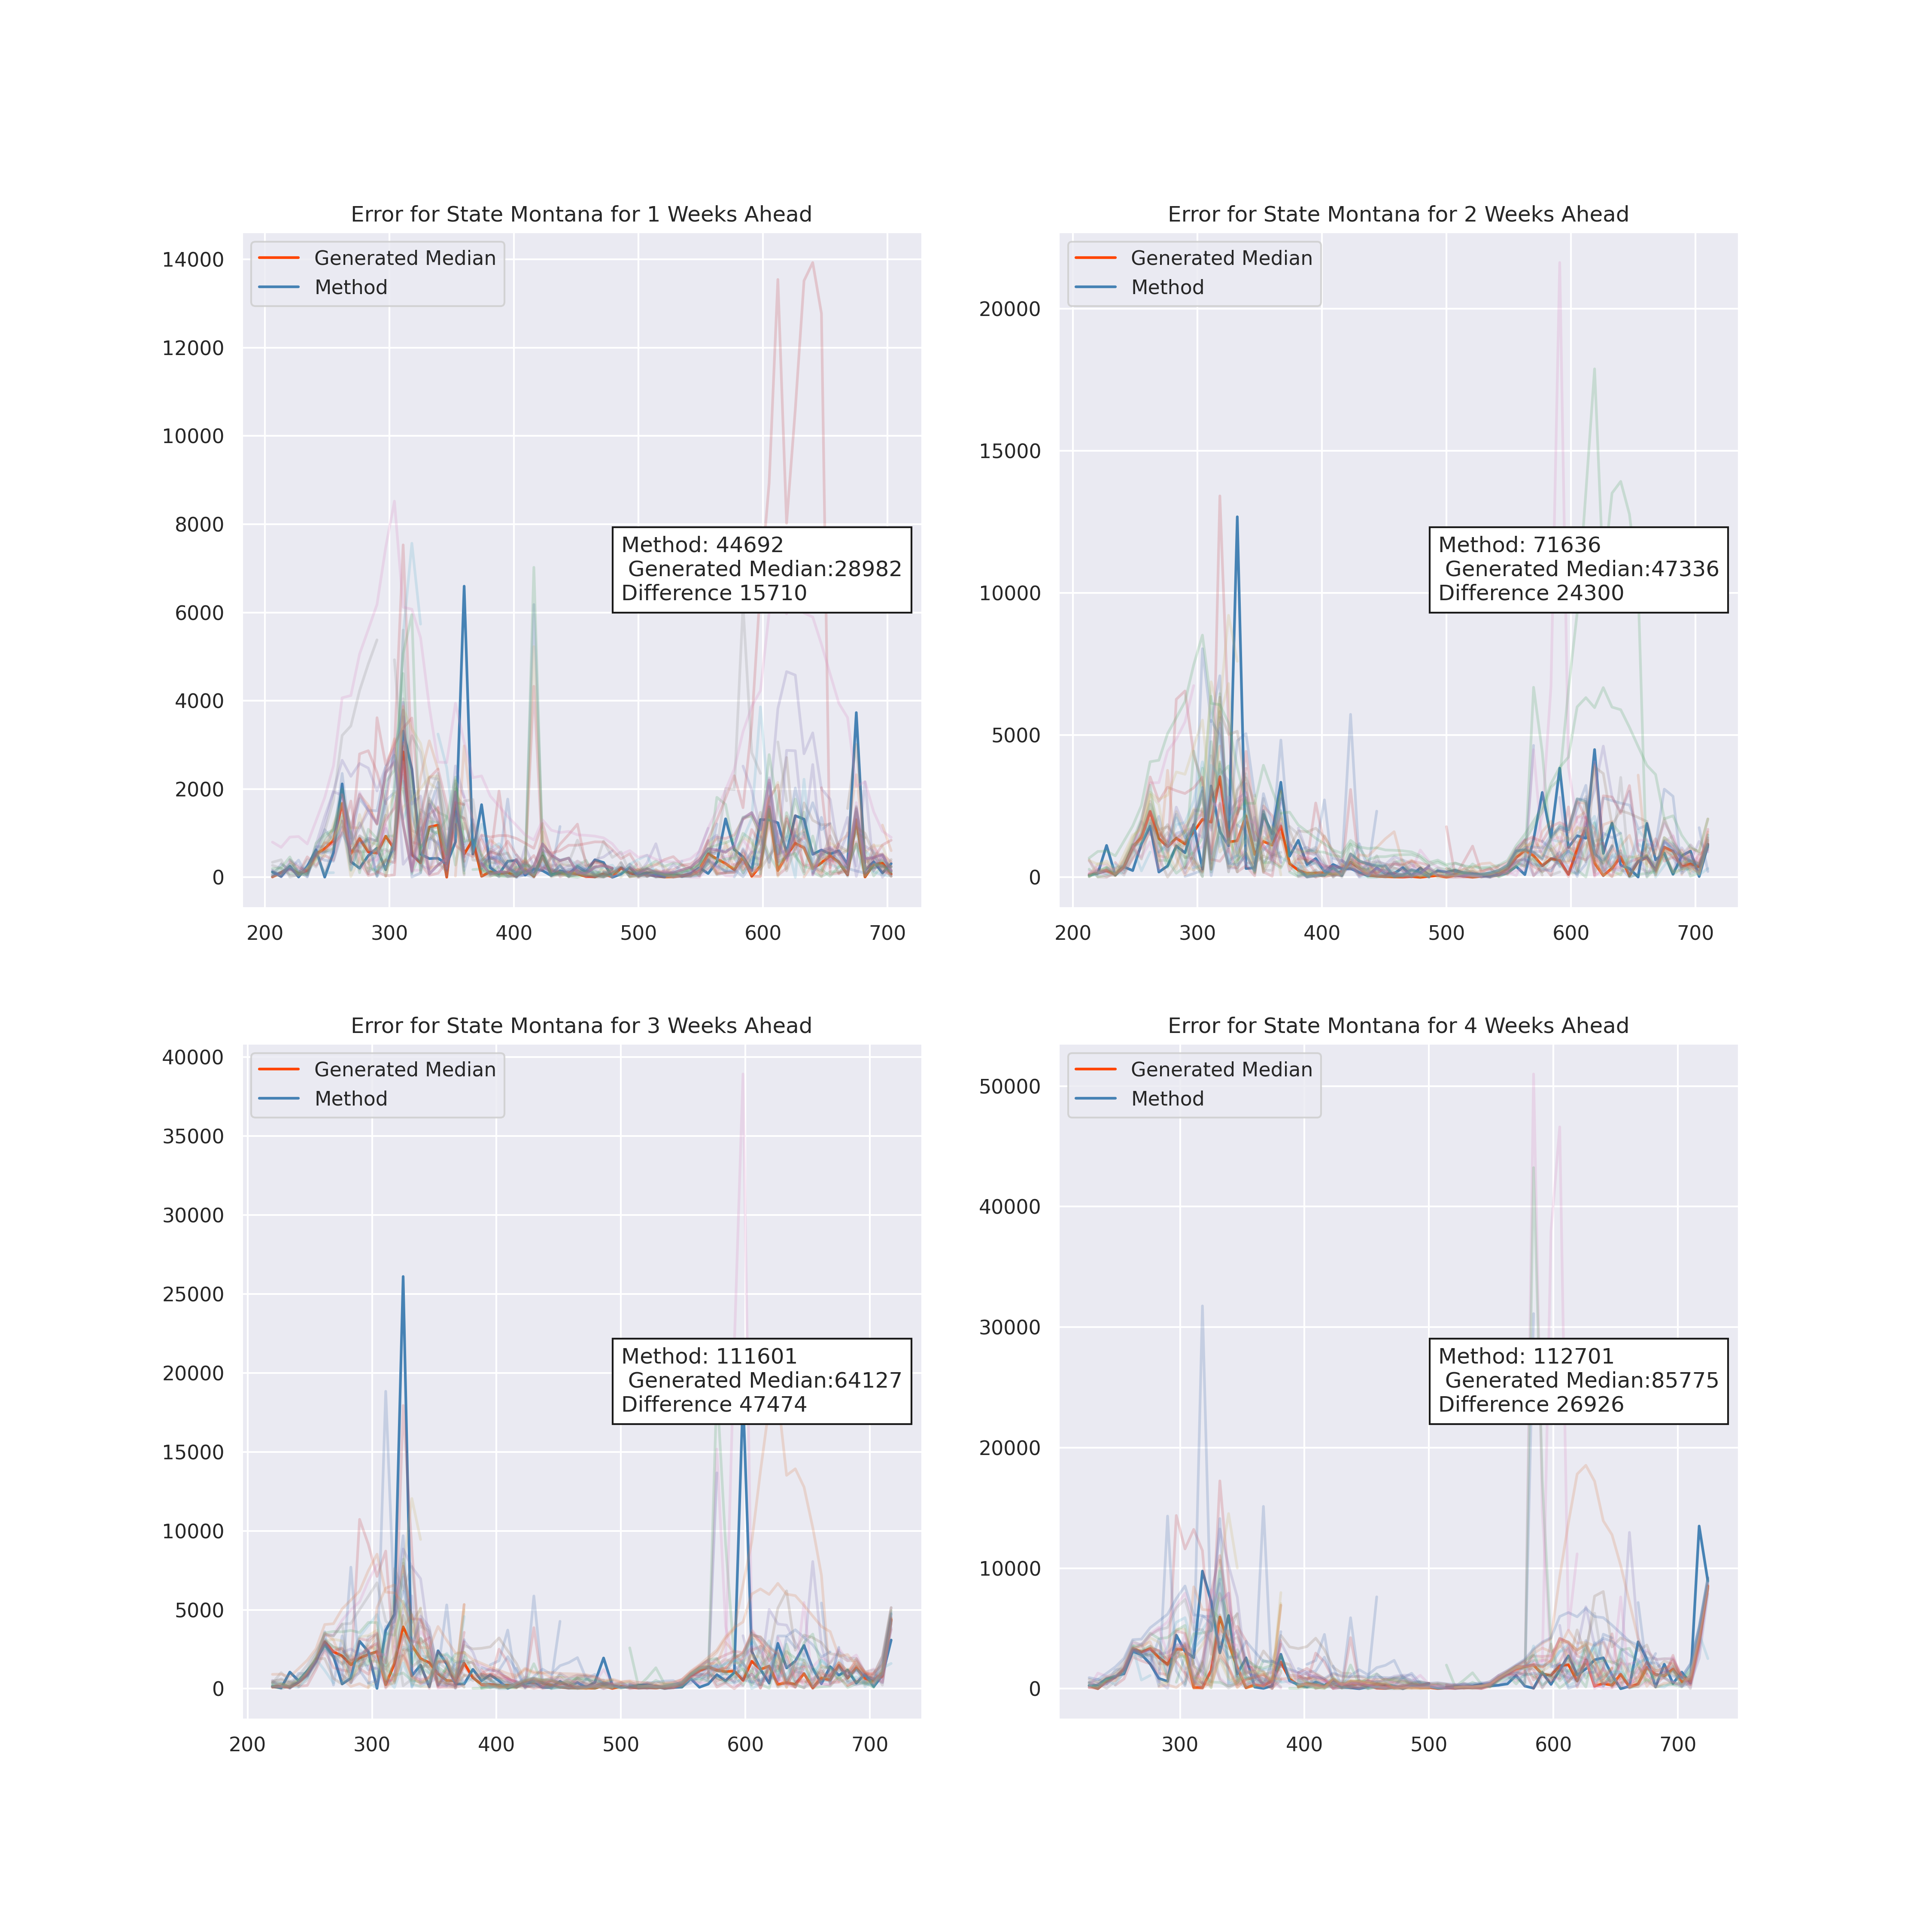 Error for State Montana for 1 Weeks Ahead
Generated Median
Method
14000
12000
10000
8000
6000
4000
2000
0
Method: 44692
Generated Median:28982
Difference 15710
200 300 400 500 600 700
Error for State Montana for 2 Weeks Ahead
Generated Median
Method
20000
15000
10000
5000
0
Method: 71636
Generated Median:47336
Difference 24300
200 300 400 500 600 700
Error for State Montana for 3 Weeks Ahead
Generated Median
Method
40000
35000
30000
25000
20000
15000
10000
5000
0
Method: 111601
Generated Median:64127
Difference 47474
200 300 400 500 600 700
Error for State Montana for 4 Weeks Ahead
Generated Median
Method
50000
40000
30000
20000
10000
0
Method: 112701
Generated Median:85775
Difference 26926
300 400 500 600 700